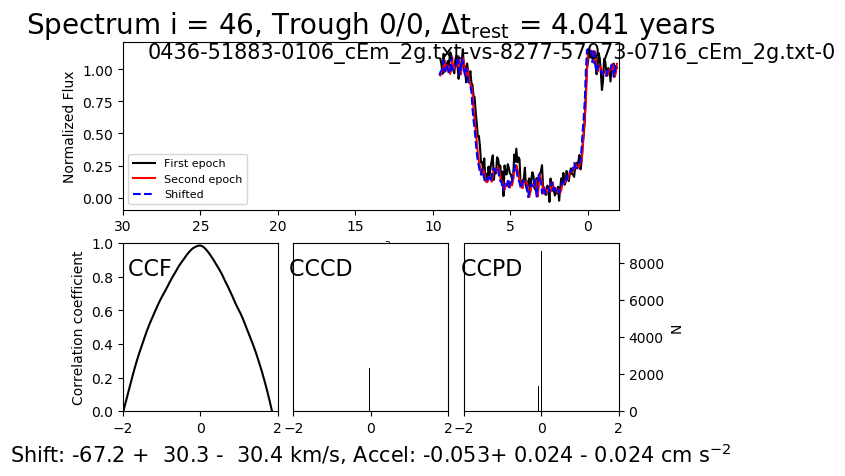 Spectrum i = 46, Trough 0/0, Δt_rest = 4.041 years
0436-51883-0106_cEm_2g.txt-vs-8277-57073-0716_cEm_2g.txt-0
Normalized Flux
1.00
0.75
0.50
0.25
0.00
First epoch
Second epoch
Shifted
30 25 20 15 10 5 0
CCF
CCCD
CCPD
Correlation coefficient
1.0
0.8
0.6
0.4
0.2
0.0
8000
6000
4000
2000
0
N
−2 0 2
−2 0 2
−2 0 2
Shift: -67.2 + 30.3 - 30.4 km/s, Accel: -0.053+ 0.024 - 0.024 cm s⁻²